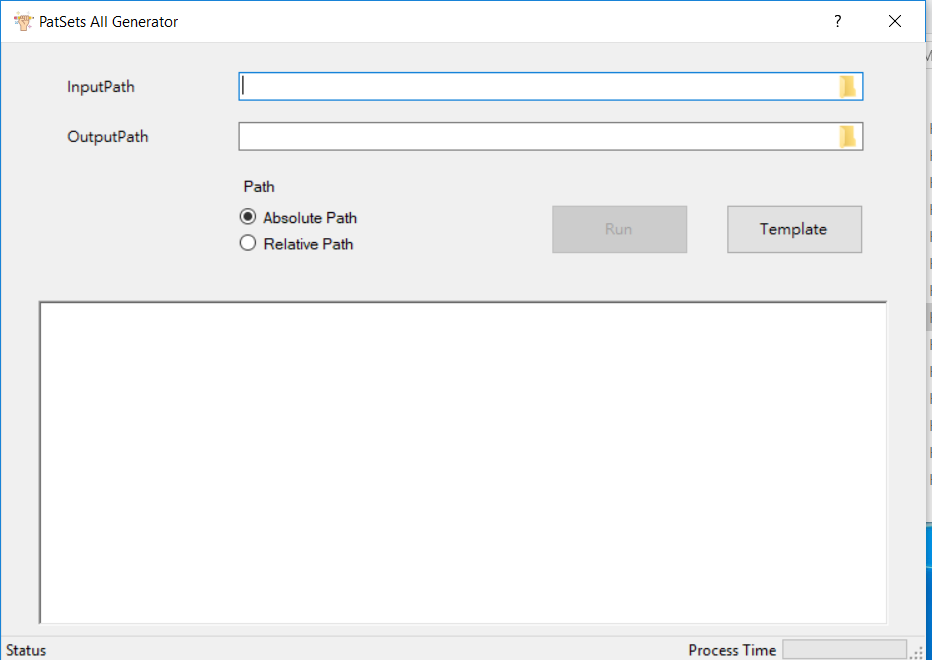 PatSets All Generator
?
InputPath
OutputPath
Path
Absolute Path
Relative Path
Run
Template
Status
Process Time